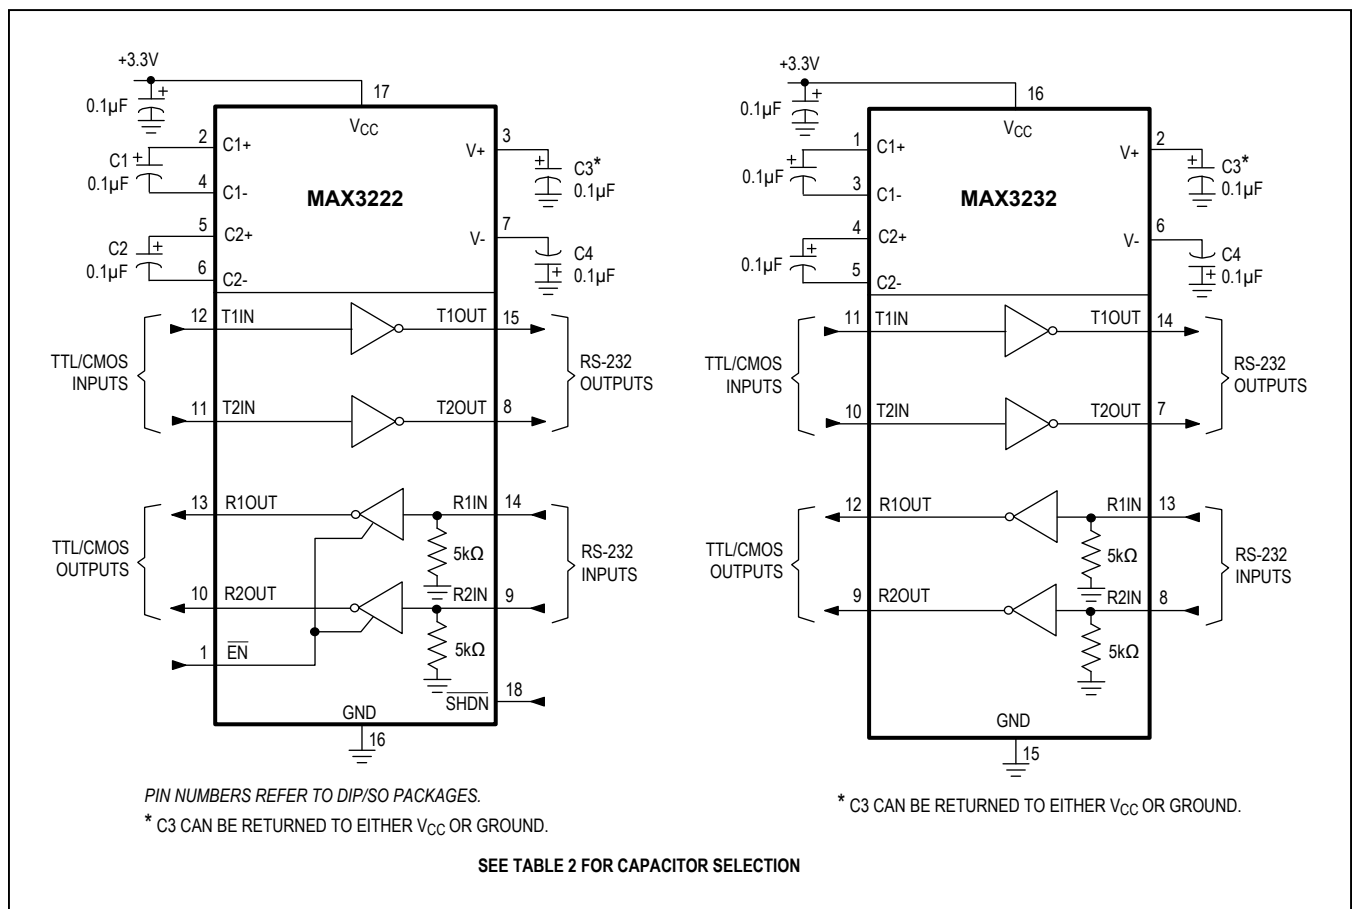 +3.3V
0.1µF
17
VCC
2
C1+
3
V+
C1
0.1µF
C3*
0.1µF
4
C1-
MAX3222
5
C2+
7
V-
C2
0.1µF
C4
0.1µF
6
C2-
12
T1IN
T1OUT
15
TTL/CMOS
INPUTS
RS-232
OUTPUTS
11
T2IN
T2OUT
8
13
R1OUT
R1IN
14
5kΩ
TTL/CMOS
OUTPUTS
RS-232
INPUTS
10
R2OUT
R2IN
9
5kΩ
1
EN
SHDN
18
GND
16
PIN NUMBERS REFER TO DIP/SO PACKAGES.
* C3 CAN BE RETURNED TO EITHER VCC OR GROUND.
+3.3V
0.1µF
16
VCC
1
C1+
2
V+
0.1µF
C3*
0.1µF
3
C1-
MAX3232
4
C2+
6
V-
0.1µF
C4
0.1µF
5
C2-
11
T1IN
T1OUT
14
TTL/CMOS
INPUTS
RS-232
OUTPUTS
10
T2IN
T2OUT
7
12
R1OUT
R1IN
13
5kΩ
TTL/CMOS
OUTPUTS
RS-232
INPUTS
9
R2OUT
R2IN
8
5kΩ
GND
15
* C3 CAN BE RETURNED TO EITHER VCC OR GROUND.
SEE TABLE 2 FOR CAPACITOR SELECTION